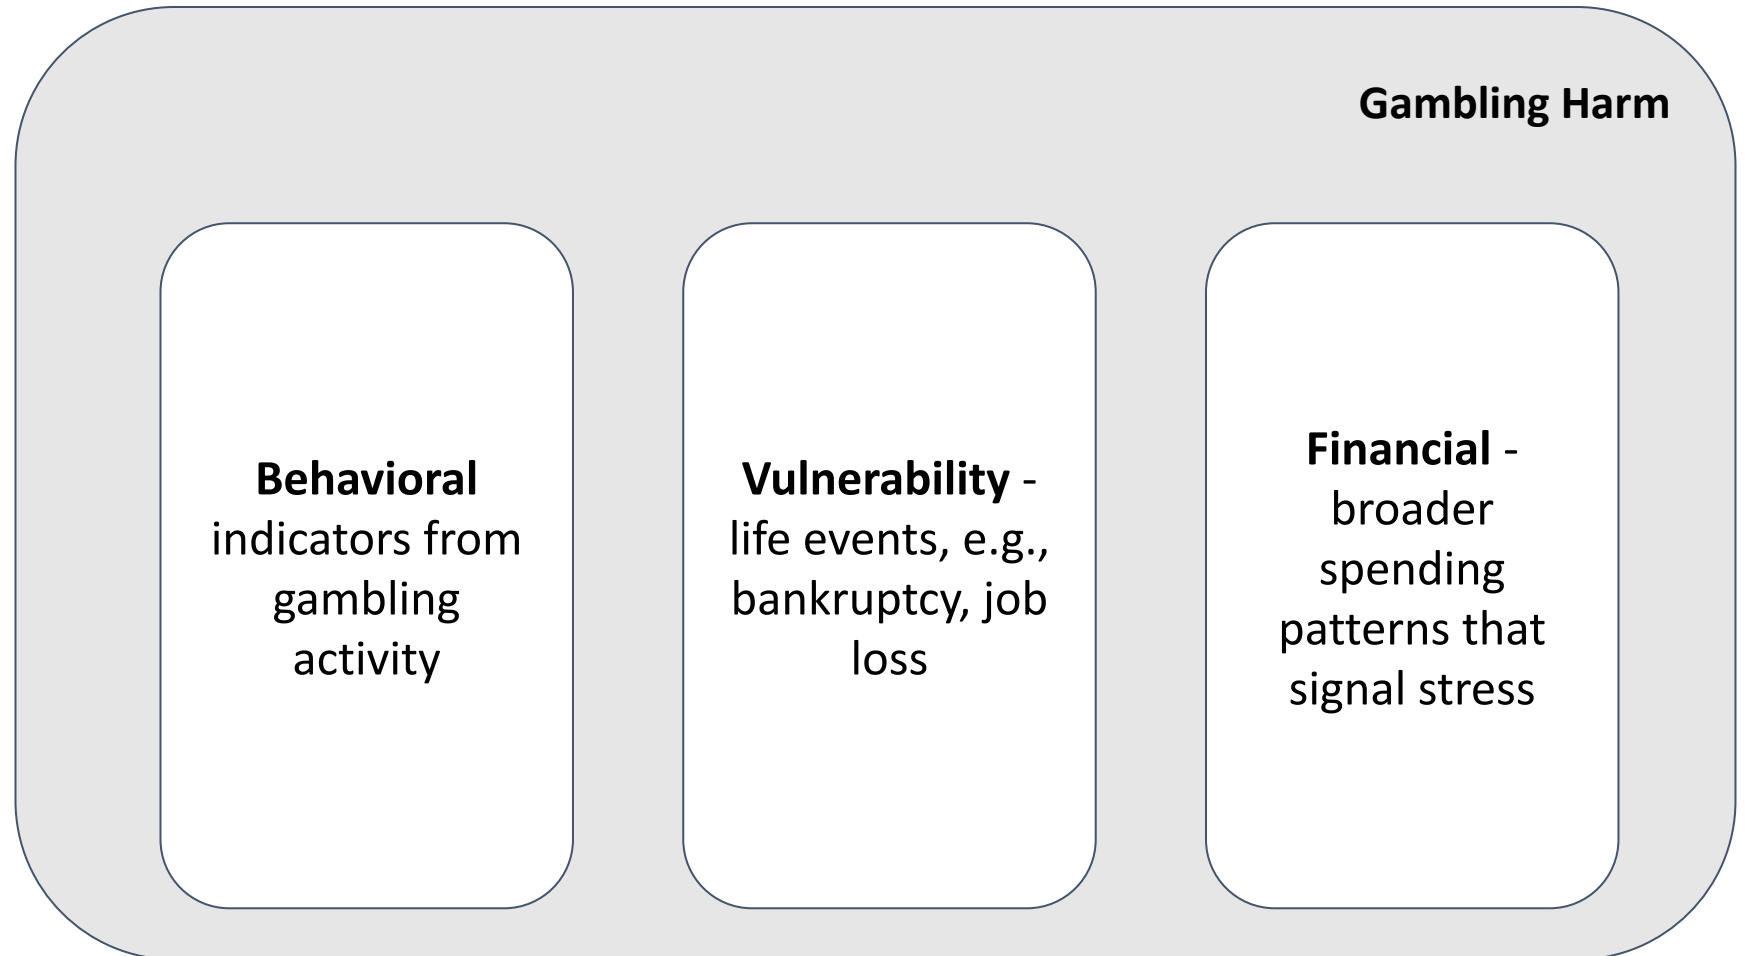 Gambling Harm
Behavioral
indicators from
gambling
activity
Vulnerability -
life events, e.g.,
bankruptcy, job
loss
Financial -
broader
spending
patterns that
signal stress